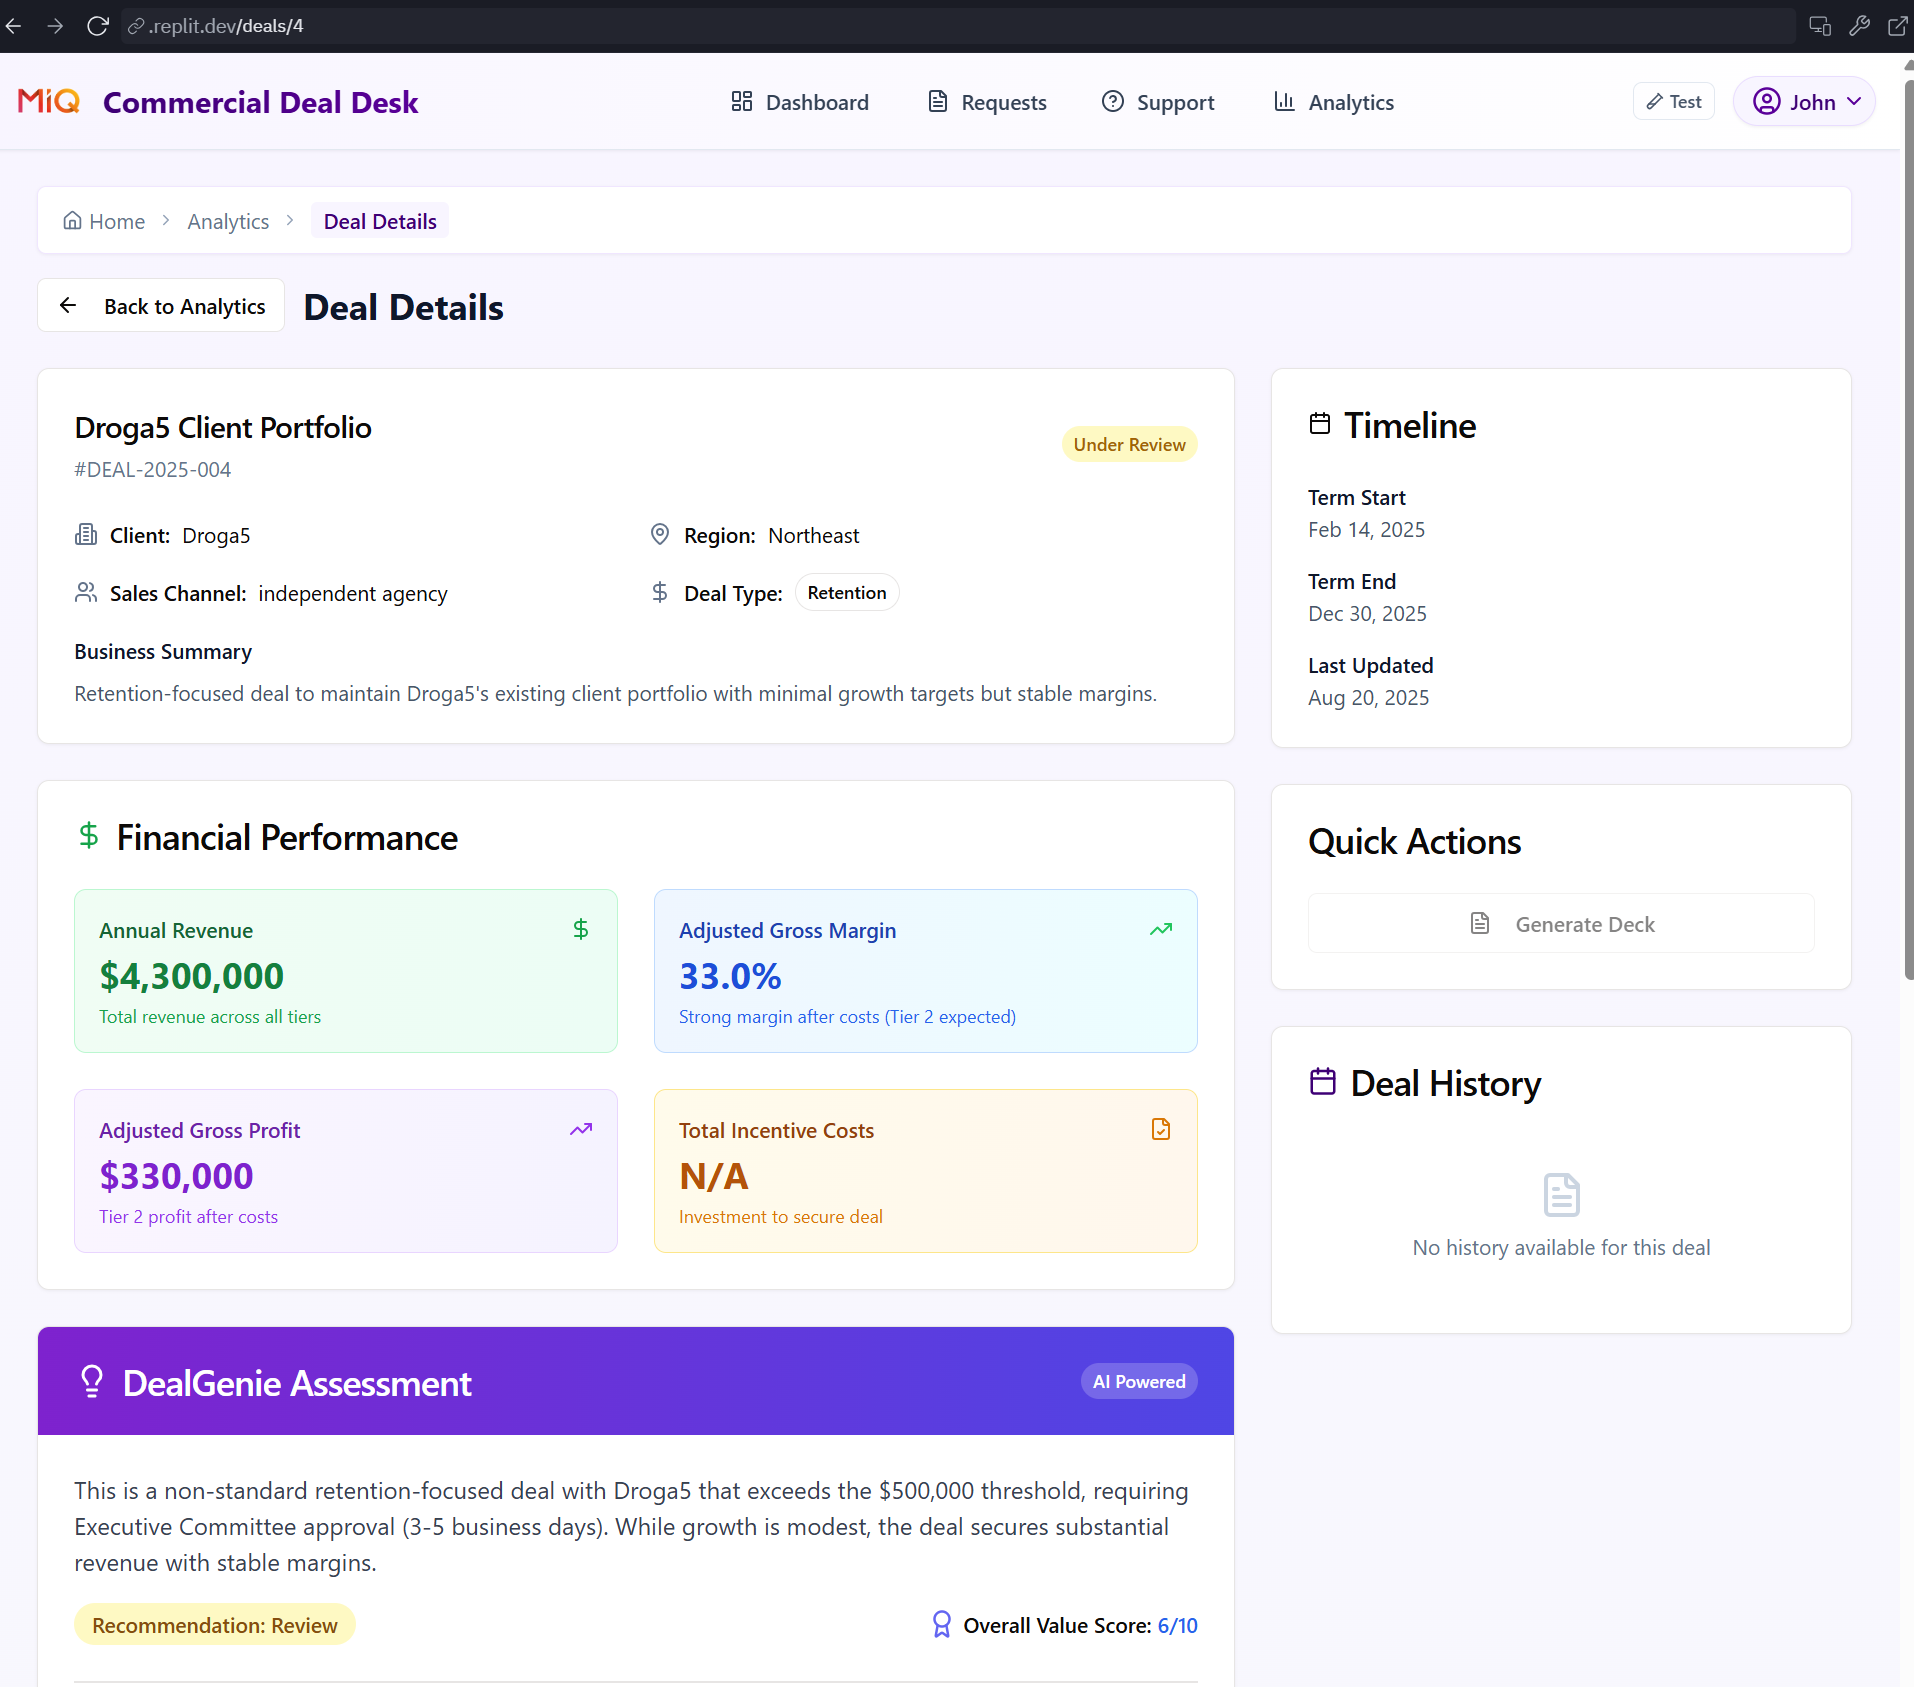 .replit.dev/deals/4
MiQ Commercial Deal Desk
Dashboard
Requests
Support
Analytics
Test
John
Home
Analytics
Deal Details
Back to Analytics
Deal Details
Droga5 Client Portfolio
#DEAL-2025-004
Under Review
Client: Droga5
Region: Northeast
Sales Channel: independent agency
Deal Type: Retention
Business Summary
Retention-focused deal to maintain Droga5's existing client portfolio with minimal growth targets but stable margins.
Timeline
Term Start
Feb 14, 2025
Term End
Dec 30, 2025
Last Updated
Aug 20, 2025
Financial Performance
Annual Revenue
$4,300,000
Total revenue across all tiers
Adjusted Gross Margin
33.0%
Strong margin after costs (Tier 2 expected)
Adjusted Gross Profit
$330,000
Tier 2 profit after costs
Total Incentive Costs
N/A
Investment to secure deal
Quick Actions
Generate Deck
Deal History
No history available for this deal
DealGenie Assessment
AI Powered
This is a non-standard retention-focused deal with Droga5 that exceeds the $500,000 threshold, requiring
Executive Committee approval (3-5 business days). While growth is modest, the deal secures substantial
revenue with stable margins.
Recommendation: Review
Overall Value Score: 6/10